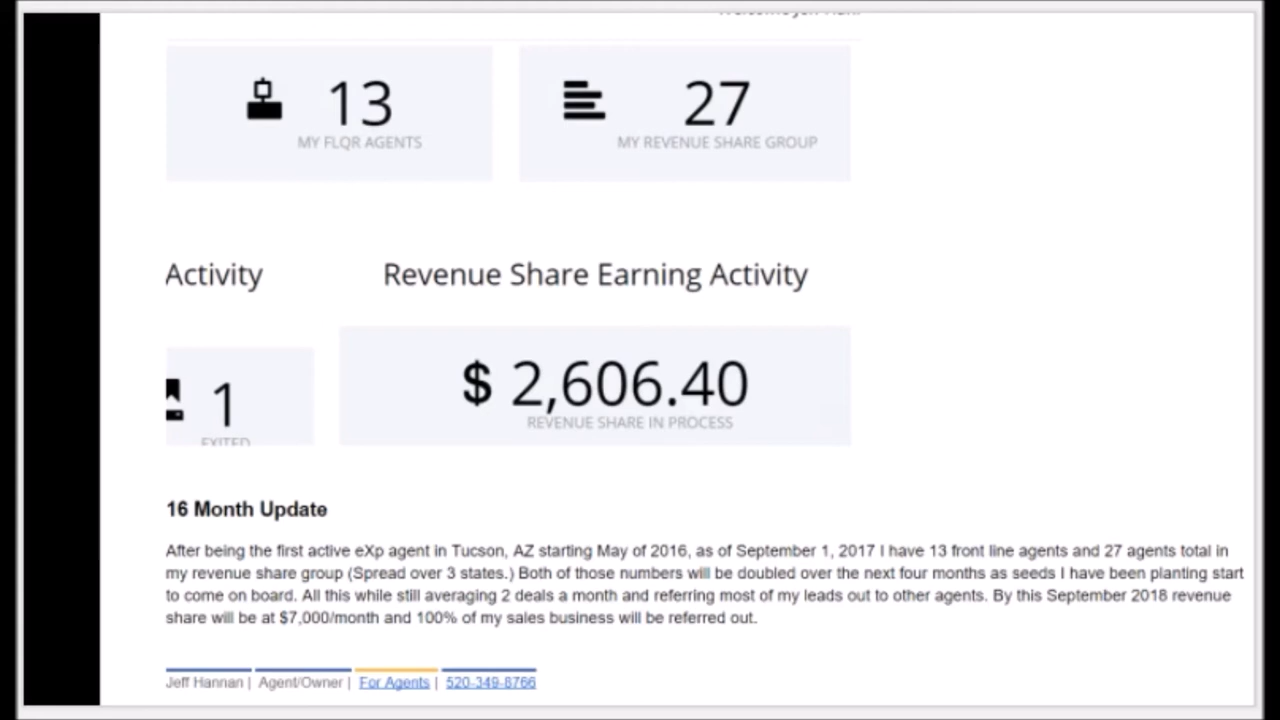 13
MY FLQR AGENTS
27
MY REVENUE SHARE GROUP
Activity
Revenue Share Earning Activity
1
EXITED
$ 2,606.40
REVENUE SHARE IN PROCESS
16 Month Update
After being the first active eXp agent in Tucson, AZ starting May of 2016, as of September 1, 2017 I have 13 front line agents and 27 agents total in
my revenue share group (Spread over 3 states.) Both of those numbers will be doubled over the next four months as seeds I have been planting start
to come on board. All this while still averaging 2 deals a month and referring most of my leads out to other agents. By this September 2018 revenue
share will be at $7,000/month and 100% of my sales business will be referred out.
Jeff Hannan | Agent/Owner | For Agents | 520-349-8766